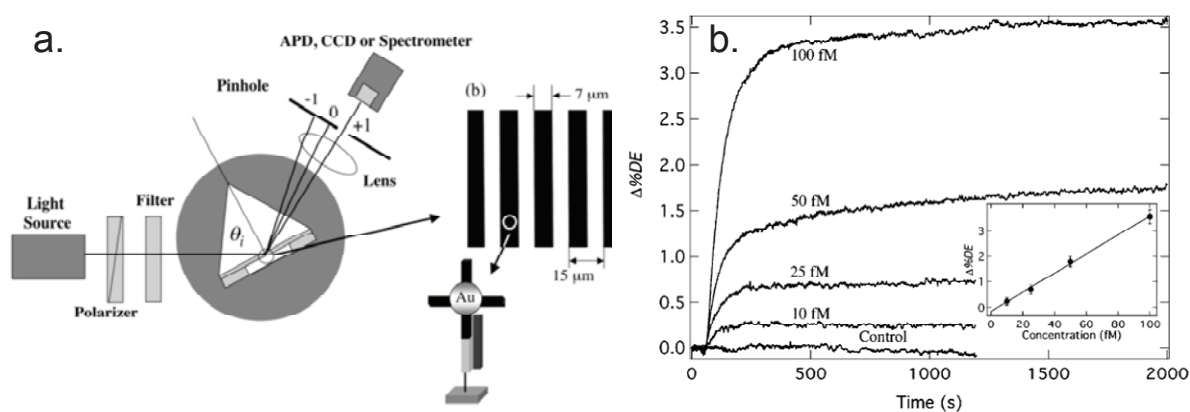 a.
APD, CCD or Spectrometer
Pinhole
-1
0
+1
Lens
Light
Source
Filter
Polarizer
θi
(b)
7 μm
15 μm
Au
b.
Δ%DE
3.5
3.0
2.5
2.0
1.5
1.0
0.5
0.0
100 fM
50 fM
25 fM
10 fM
Control
0
500
1000
1500
2000
Time (s)
Δ%DE
3
2
1
0
0 20 40 60 80 100
Concentration (fM)